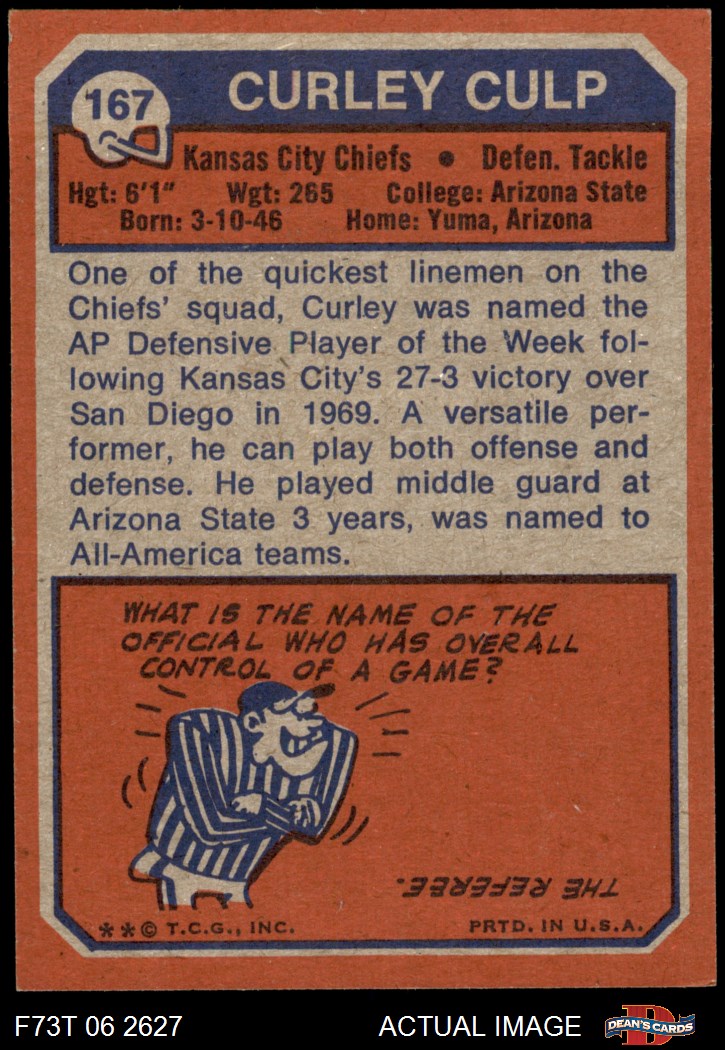 167
CURLEY CULP
Kansas City Chiefs • Defen. Tackle
Hgt: 6'1" Wgt: 265 College: Arizona State
Born: 3-10-46 Home: Yuma, Arizona
One of the quickest linemen on the
Chiefs' squad, Curley was named the
AP Defensive Player of the Week fol-
lowing Kansas City's 27-3 victory over
San Diego in 1969. A versatile per-
former, he can play both offense and
defense. He played middle guard at
Arizona State 3 years, was named to
All-America teams.
WHAT IS THE NAME OF THE
OFFICIAL WHO HAS OVERALL
CONTROL OF A GAME?
THE REFEREE.
**© T.C.G., INC. PRTD. IN U.S.A.
F73T 06 2627 ACTUAL IMAGE
D
DEAN'S CARDS